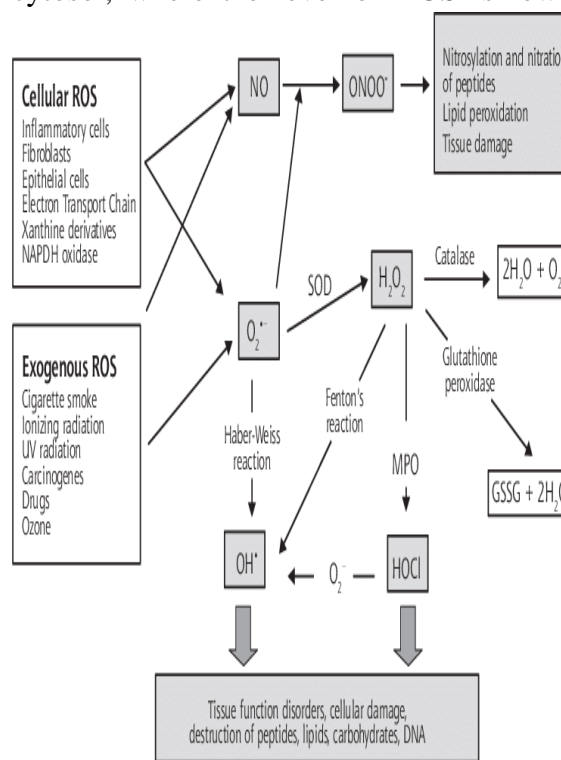 NO
ONOO•
Nitrosylation and nitration
of peptides
Lipid peroxidation
Tissue damage
Cellular ROS
Inflammatory cells
Fibroblasts
Epithelial cells
Electron Transport Chain
Xanthine derivatives
NAPDH oxidase
H₂O₂
Catalase
2H₂O + O₂
SOD
O₂•⁻
Exogenous ROS
Cigarette smoke
Ionizing radiation
UV radiation
Carcinogenes
Drugs
Ozone
Haber-Weiss
reaction
Fenton's
reaction
MPO
Glutathione
peroxidase
GSSG + 2H₂O
OH•
O₂⁻
HOCl
Tissue function disorders, cellular damage,
destruction of peptides, lipids, carbohydrates, DNA